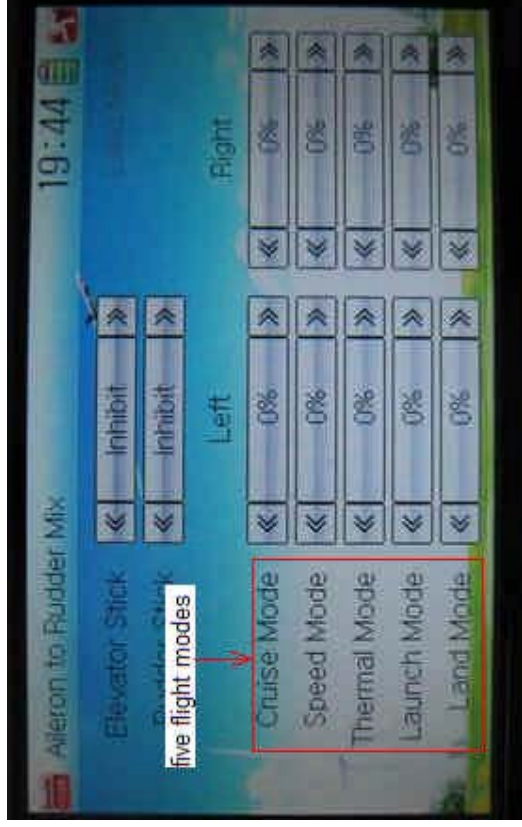 Aileron to Rudder Mix 19:44
Elevator Stick Inhibit
Stick Inhibit
five flight modes
Left Right
Cruise Mode 0% 0%
Speed Mode 0% 0%
Thermal Mode 0% 0%
Launch Mode 0% 0%
Land Mode 0% 0%